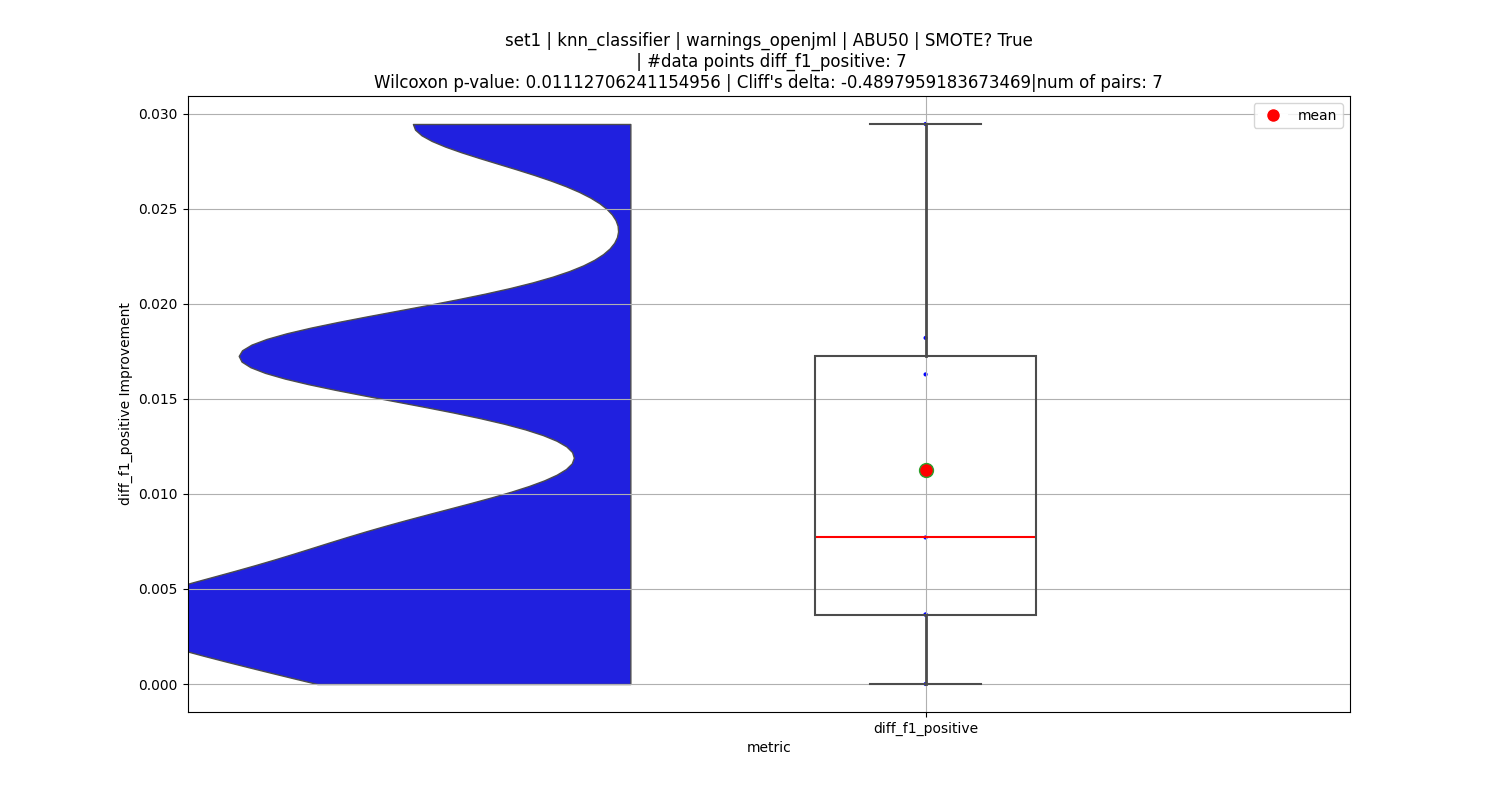 set1 | knn_classifier | warnings_openjml | ABU50 | SMOTE? True
| #data points diff_f1_positive: 7
Wilcoxon p-value: 0.01112706241154956 | Cliff's delta: -0.4897959183673469|num of pairs: 7
mean
0.030
0.025
0.020
0.015
0.010
0.005
0.000
diff_f1_positive Improvement
diff_f1_positive
metric